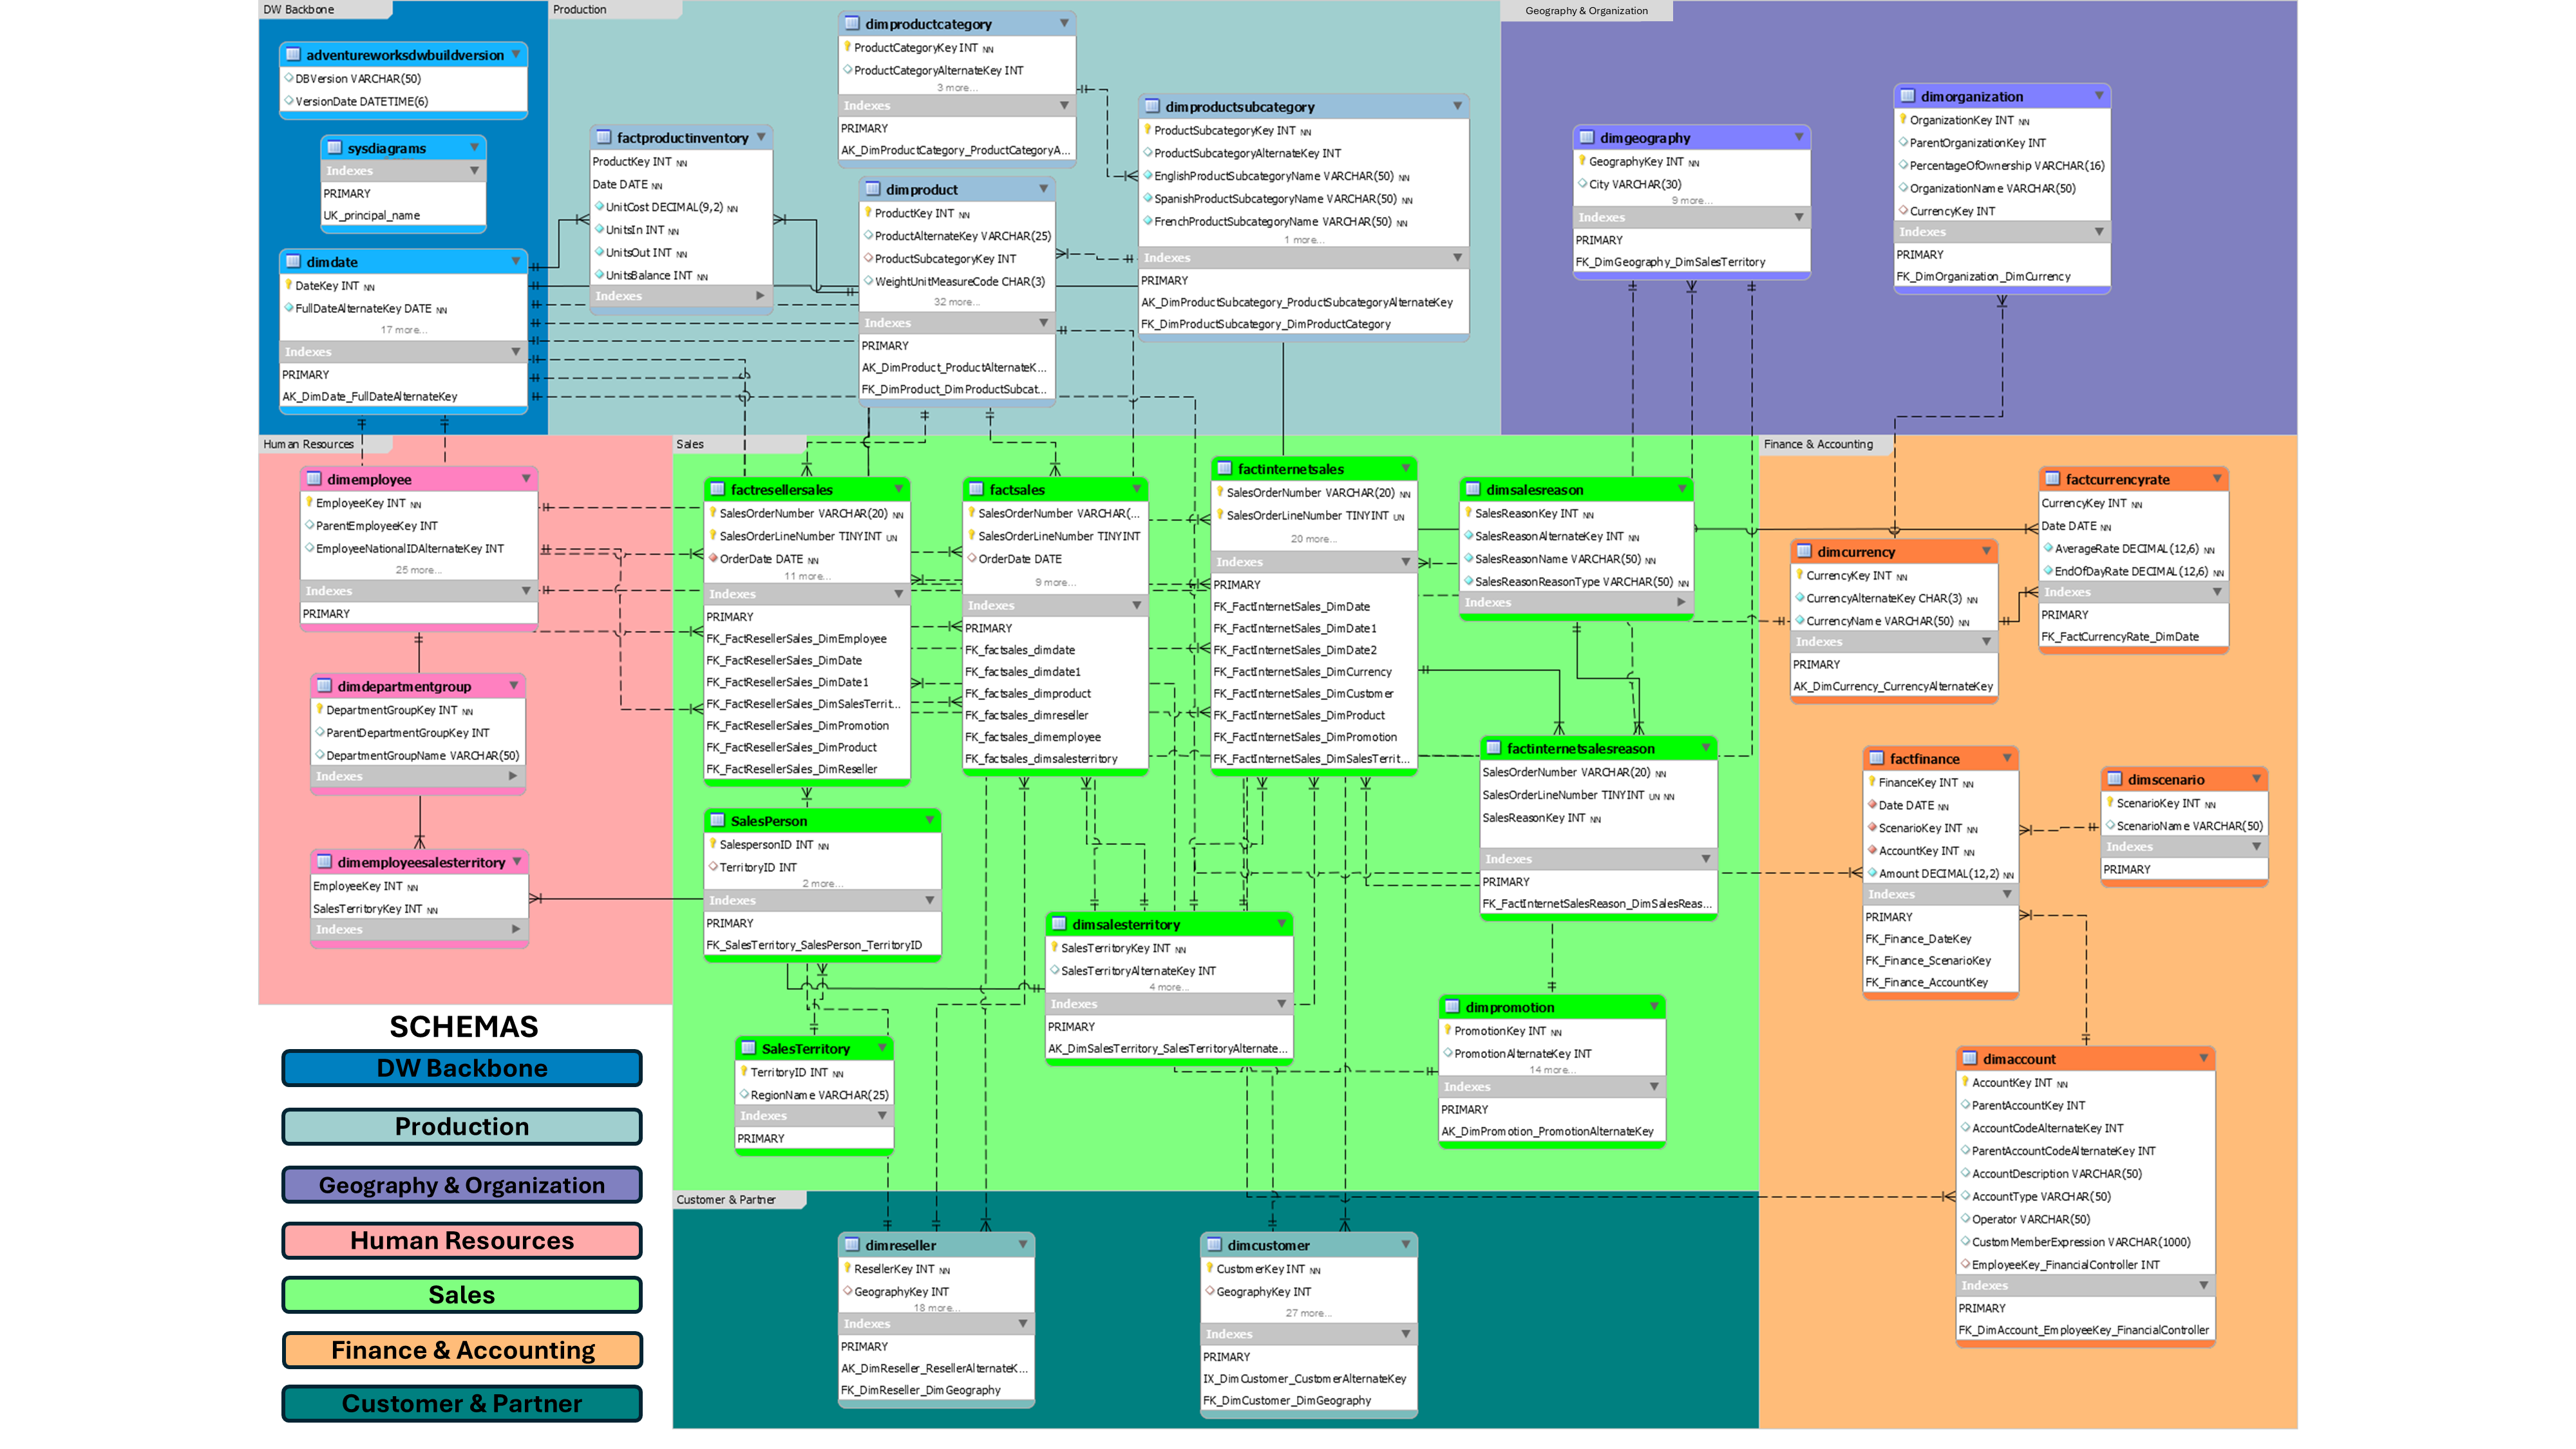 DW Backbone
adventureworksdwbuildversion
DBVersion VARCHAR(50)
VersionDate DATETIME(6)
sysdiagrams
Indexes
PRIMARY
UK_principal_name
dimdate
DateKey INT NN
FullDateAlternateKey DATE NN
17 more...
Indexes
PRIMARY
AK_DimDate_FullDateAlternateKey
Production
dimproductcategory
ProductCategoryKey INT NN
ProductCategoryAlternateKey INT
3 more...
Indexes
PRIMARY
AK_DimProductCategory_ProductCategoryA...
factproductinventory
ProductKey INT NN
Date DATE NN
UnitCost DECIMAL(9,2) NN
UnitsIn INT NN
UnitsOut INT NN
UnitsBalance INT NN
Indexes
dimproduct
ProductKey INT NN
ProductAlternateKey VARCHAR(25)
ProductSubcategoryKey INT
WeightUnitMeasureCode CHAR(3)
32 more...
Indexes
PRIMARY
AK_DimProduct_ProductAlternateK...
FK_DimProduct_DimProductSubcat...
dimproductsubcategory
ProductSubcategoryKey INT NN
ProductSubcategoryAlternateKey INT
EnglishProductSubcategoryName VARCHAR(50) NN
SpanishProductSubcategoryName VARCHAR(50) NN
FrenchProductSubcategoryName VARCHAR(50) NN
1 more...
Indexes
PRIMARY
AK_DimProductSubcategory_ProductSubcategoryAlternateKey
FK_DimProductSubcategory_DimProductCategory
Geography & Organization
dimgeography
GeographyKey INT NN
City VARCHAR(30)
9 more...
Indexes
PRIMARY
FK_DimGeography_DimSalesTerritory
dimorganization
OrganizationKey INT NN
ParentOrganizationKey INT
PercentageOfOwnership VARCHAR(16)
OrganizationName VARCHAR(50)
CurrencyKey INT
Indexes
PRIMARY
FK_DimOrganization_DimCurrency
Human Resources
dimemployee
EmployeeKey INT NN
ParentEmployeeKey INT
EmployeeNationalIDAlternateKey INT
25 more...
Indexes
PRIMARY
dimdepartmentgroup
DepartmentGroupKey INT NN
ParentDepartmentGroupKey INT
DepartmentGroupName VARCHAR(50)
Indexes
dimemployeesalesterritory
EmployeeKey INT NN
SalesTerritoryKey INT NN
Indexes
Sales
factresellersales
SalesOrderNumber VARCHAR(20) NN
SalesOrderLineNumber TINYINT UN
OrderDate DATE NN
11 more...
Indexes
PRIMARY
FK_FactResellerSales_DimEmployee
FK_FactResellerSales_DimDate
FK_FactResellerSales_DimDate1
FK_FactResellerSales_DimSalesTerrit...
FK_FactResellerSales_DimPromotion
FK_FactResellerSales_DimProduct
FK_FactResellerSales_DimReseller
factsales
SalesOrderNumber VARCHAR(...
SalesOrderLineNumber TINYINT
OrderDate DATE
9 more...
Indexes
PRIMARY
FK_factsales_dimdate
FK_factsales_dimdate1
FK_factsales_dimproduct
FK_factsales_dimreseller
FK_factsales_dimemployee
FK_factsales_dimsalesterritory
factinternetsales
SalesOrderNumber VARCHAR(20) NN
SalesOrderLineNumber TINYINT UN
20 more...
Indexes
PRIMARY
FK_FactInternetSales_DimDate
FK_FactInternetSales_DimDate1
FK_FactInternetSales_DimDate2
FK_FactInternetSales_DimCurrency
FK_FactInternetSales_DimCustomer
FK_FactInternetSales_DimProduct
FK_FactInternetSales_DimPromotion
FK_FactInternetSales_DimSalesTerrit...
dimsalesreason
SalesReasonKey INT NN
SalesReasonAlternateKey INT NN
SalesReasonName VARCHAR(50) NN
SalesReasonReasonType VARCHAR(50) NN
Indexes
factinternetsalesreason
SalesOrderNumber VARCHAR(20) NN
SalesOrderLineNumber TINYINT UN NN
SalesReasonKey INT NN
Indexes
PRIMARY
FK_FactInternetSalesReason_DimSalesReas...
SalesPerson
SalespersonID INT NN
TerritoryID INT
2 more...
Indexes
PRIMARY
FK_SalesTerritory_SalesPerson_TerritoryID
dimsalesterritory
SalesTerritoryKey INT NN
SalesTerritoryAlternateKey INT
4 more...
Indexes
PRIMARY
AK_DimSalesTerritory_SalesTerritoryAlternate...
SalesTerritory
TerritoryID INT NN
RegionName VARCHAR(25)
Indexes
PRIMARY
dimpromotion
PromotionKey INT NN
PromotionAlternateKey INT
14 more...
Indexes
PRIMARY
AK_DimPromotion_PromotionAlternateKey
Finance & Accounting
factcurrencyrate
CurrencyKey INT NN
Date DATE NN
AverageRate DECIMAL(12,6) NN
EndOfDayRate DECIMAL(12,6) NN
Indexes
PRIMARY
FK_FactCurrencyRate_DimDate
dimcurrency
CurrencyKey INT NN
CurrencyAlternateKey CHAR(3) NN
CurrencyName VARCHAR(50) NN
Indexes
PRIMARY
AK_DimCurrency_CurrencyAlternateKey
factfinance
FinanceKey INT NN
Date DATE NN
ScenarioKey INT NN
AccountKey INT NN
Amount DECIMAL(12,2) NN
Indexes
PRIMARY
FK_Finance_DateKey
FK_Finance_ScenarioKey
FK_Finance_AccountKey
dimscenario
ScenarioKey INT NN
ScenarioName VARCHAR(50)
Indexes
PRIMARY
dimaccount
AccountKey INT NN
ParentAccountKey INT
AccountCodeAlternateKey INT
ParentAccountCodeAlternateKey INT
AccountDescription VARCHAR(50)
AccountType VARCHAR(50)
Operator VARCHAR(50)
CustomMemberExpression VARCHAR(1000)
EmployeeKey_FinancialController INT
Indexes
PRIMARY
FK_DimAccount_EmployeeKey_FinancialController
Customer & Partner
dimreseller
ResellerKey INT NN
GeographyKey INT
18 more...
Indexes
PRIMARY
AK_DimReseller_ResellerAlternateK...
FK_DimReseller_DimGeography
dimcustomer
CustomerKey INT NN
GeographyKey INT
27 more...
Indexes
PRIMARY
IX_DimCustomer_CustomerAlternateKey
FK_DimCustomer_DimGeography
SCHEMAS
DW Backbone
Production
Geography & Organization
Human Resources
Sales
Finance & Accounting
Customer & Partner